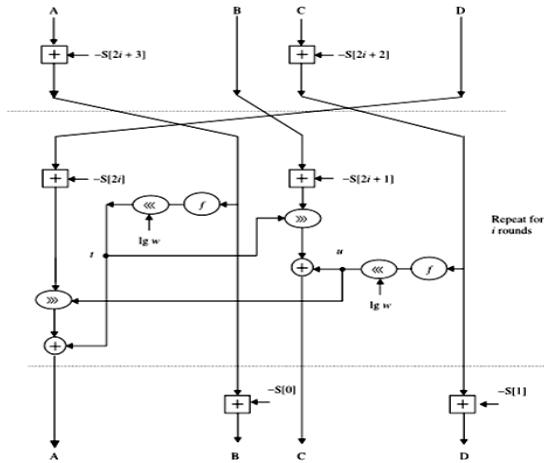 A B C D
−S[2i + 3] −S[2i + 2]
−S[2i] −S[2i + 1]
<<< f >>>
lg w
Repeat for
i rounds
t u
<<< f
>>>
lg w
−S[0] −S[1]
A B C D